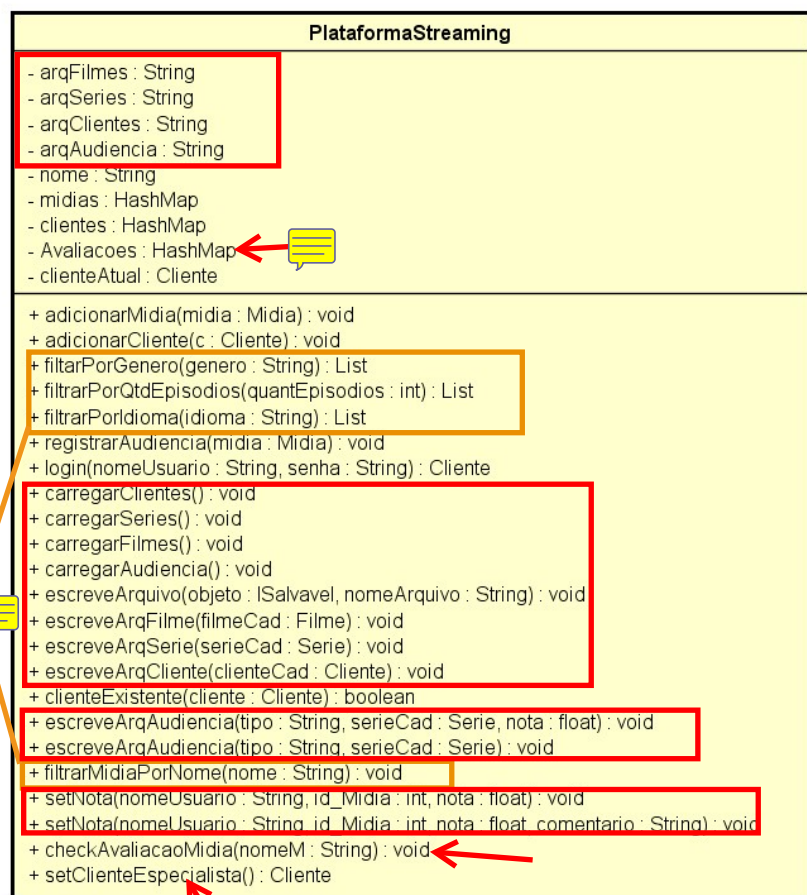 PlataformaStreaming
- arqFilmes : String
- arqSeries : String
- arqClientes : String
- arqAudiencia : String
- nome : String
- midias : HashMap
- clientes : HashMap
- Avaliacoes : HashMap
- clienteAtual : Cliente
+ adicionarMidia(midia : Midia) : void
+ adicionarCliente(c : Cliente) : void
+ filtarPorGenero(genero : String) : List
+ filtrarPorQtdEpisodios(quantEpisodios : int) : List
+ filtrarPorIdioma(idioma : String) : List
+ registrarAudiencia(midia : Midia) : void
+ login(nomeUsuario : String, senha : String) : Cliente
+ carregarClientes() : void
+ carregarSeries() : void
+ carregarFilmes() : void
+ carregarAudiencia() : void
+ escreveArquivo(objeto : ISalvavel, nomeArquivo : String) : void
+ escreveArqFilme(filmeCad : Filme) : void
+ escreveArqSerie(serieCad : Serie) : void
+ escreveArqCliente(clienteCad : Cliente) : void
+ clienteExistente(cliente : Cliente) : boolean
+ escreveArqAudiencia(tipo : String, serieCad : Serie, nota : float) : void
+ escreveArqAudiencia(tipo : String, serieCad : Serie) : void
+ filtrarMidiaPorNome(nome : String) : void
+ setNota(nomeUsuario : String, id_Midia : int, nota : float) : void
+ setNota(nomeUsuario : String, id_Midia : int, nota : float, comentario : String) : void
+ checkAvaliacaoMidia(nomeM : String) : void
+ setClienteEspecialista() : Cliente